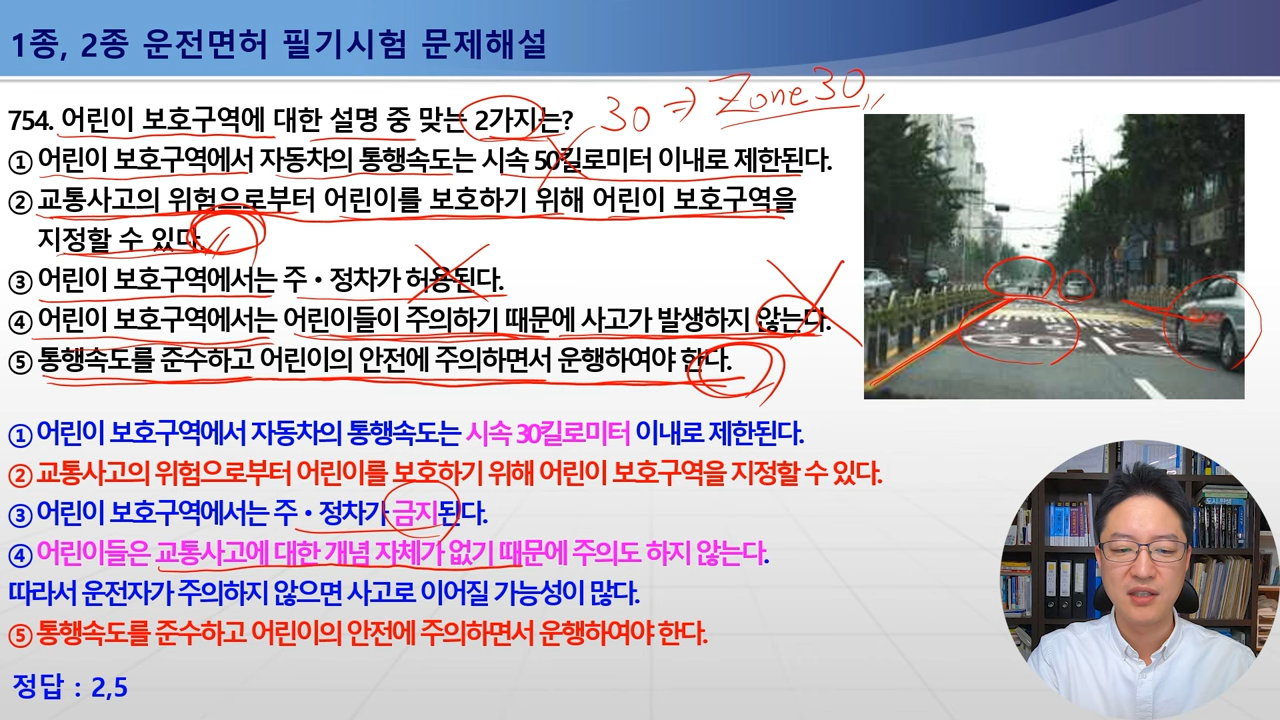 1종, 2종 운전면허 필기시험 문제해설
30 ⇒ Zone 30
754. 어린이 보호구역에 대한 설명 중 맞는 2가지는?
① 어린이 보호구역에서 자동차의 통행속도는 시속 50킬로미터 이내로 제한된다.
② 교통사고의 위험으로부터 어린이를 보호하기 위해 어린이 보호구역을
지정할 수 있다.
③ 어린이 보호구역에서는 주·정차가 허용된다.
④ 어린이 보호구역에서는 어린이들이 주의하기 때문에 사고가 발생하지 않는다.
⑤ 통행속도를 준수하고 어린이의 안전에 주의하면서 운행하여야 한다.
① 어린이 보호구역에서 자동차의 통행속도는 시속 30킬로미터 이내로 제한된다.
② 교통사고의 위험으로부터 어린이를 보호하기 위해 어린이 보호구역을 지정할 수 있다.
③ 어린이 보호구역에서는 주·정차가 금지된다.
④ 어린이들은 교통사고에 대한 개념 자체가 없기 때문에 주의도 하지 않는다.
따라서 운전자가 주의하지 않으면 사고로 이어질 가능성이 많다.
⑤ 통행속도를 준수하고 어린이의 안전에 주의하면서 운행하여야 한다.
정답 : 2,5